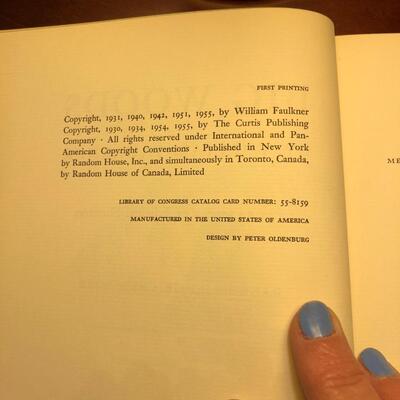 FIRST PRINTING
Copyright, 1931, 1940, 1942, 1951, 1955, by William Faulkner
Copyright, 1930, 1934, 1954, 1955, by The Curtis Publishing
Company · All rights reserved under International and Pan-
American Copyright Conventions · Published in New York
by Random House, Inc., and simultaneously in Toronto, Canada,
by Random House of Canada, Limited
LIBRARY OF CONGRESS CATALOG CARD NUMBER: 55-8159
MANUFACTURED IN THE UNITED STATES OF AMERICA
DESIGN BY PETER OLDENBURG
ME